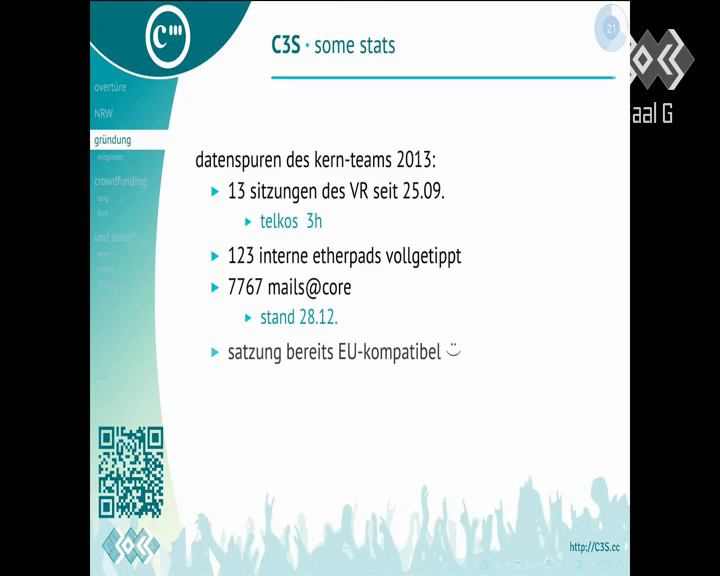 C3S · some stats
21
aal G
overtüre
NRW
gründung
mitglieder
crowdfunding
lang
kurz
und sonst?
datenspuren des kern-teams 2013:
13 sitzungen des VR seit 25.09.
telkos 3h
123 interne etherpads vollgetippt
7767 mails@core
stand 28.12.
satzung bereits EU-kompatibel
http://C3S.cc